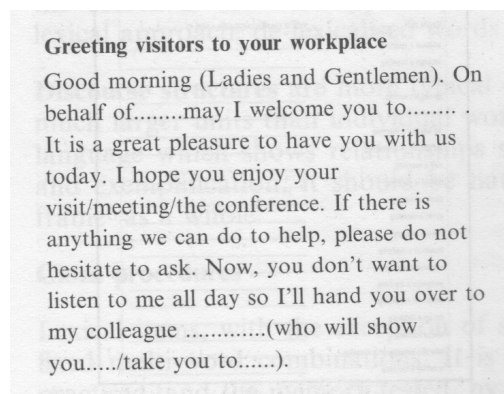 Greeting visitors to your workplace
Good morning (Ladies and Gentlemen). On
behalf of........may I welcome you to..........
It is a great pleasure to have you with us
today. I hope you enjoy your
visit/meeting/the conference. If there is
anything we can do to help, please do not
hesitate to ask. Now, you don't want to
listen to me all day so I'll hand you over to
my colleague .............(who will show
you...../take you to......).